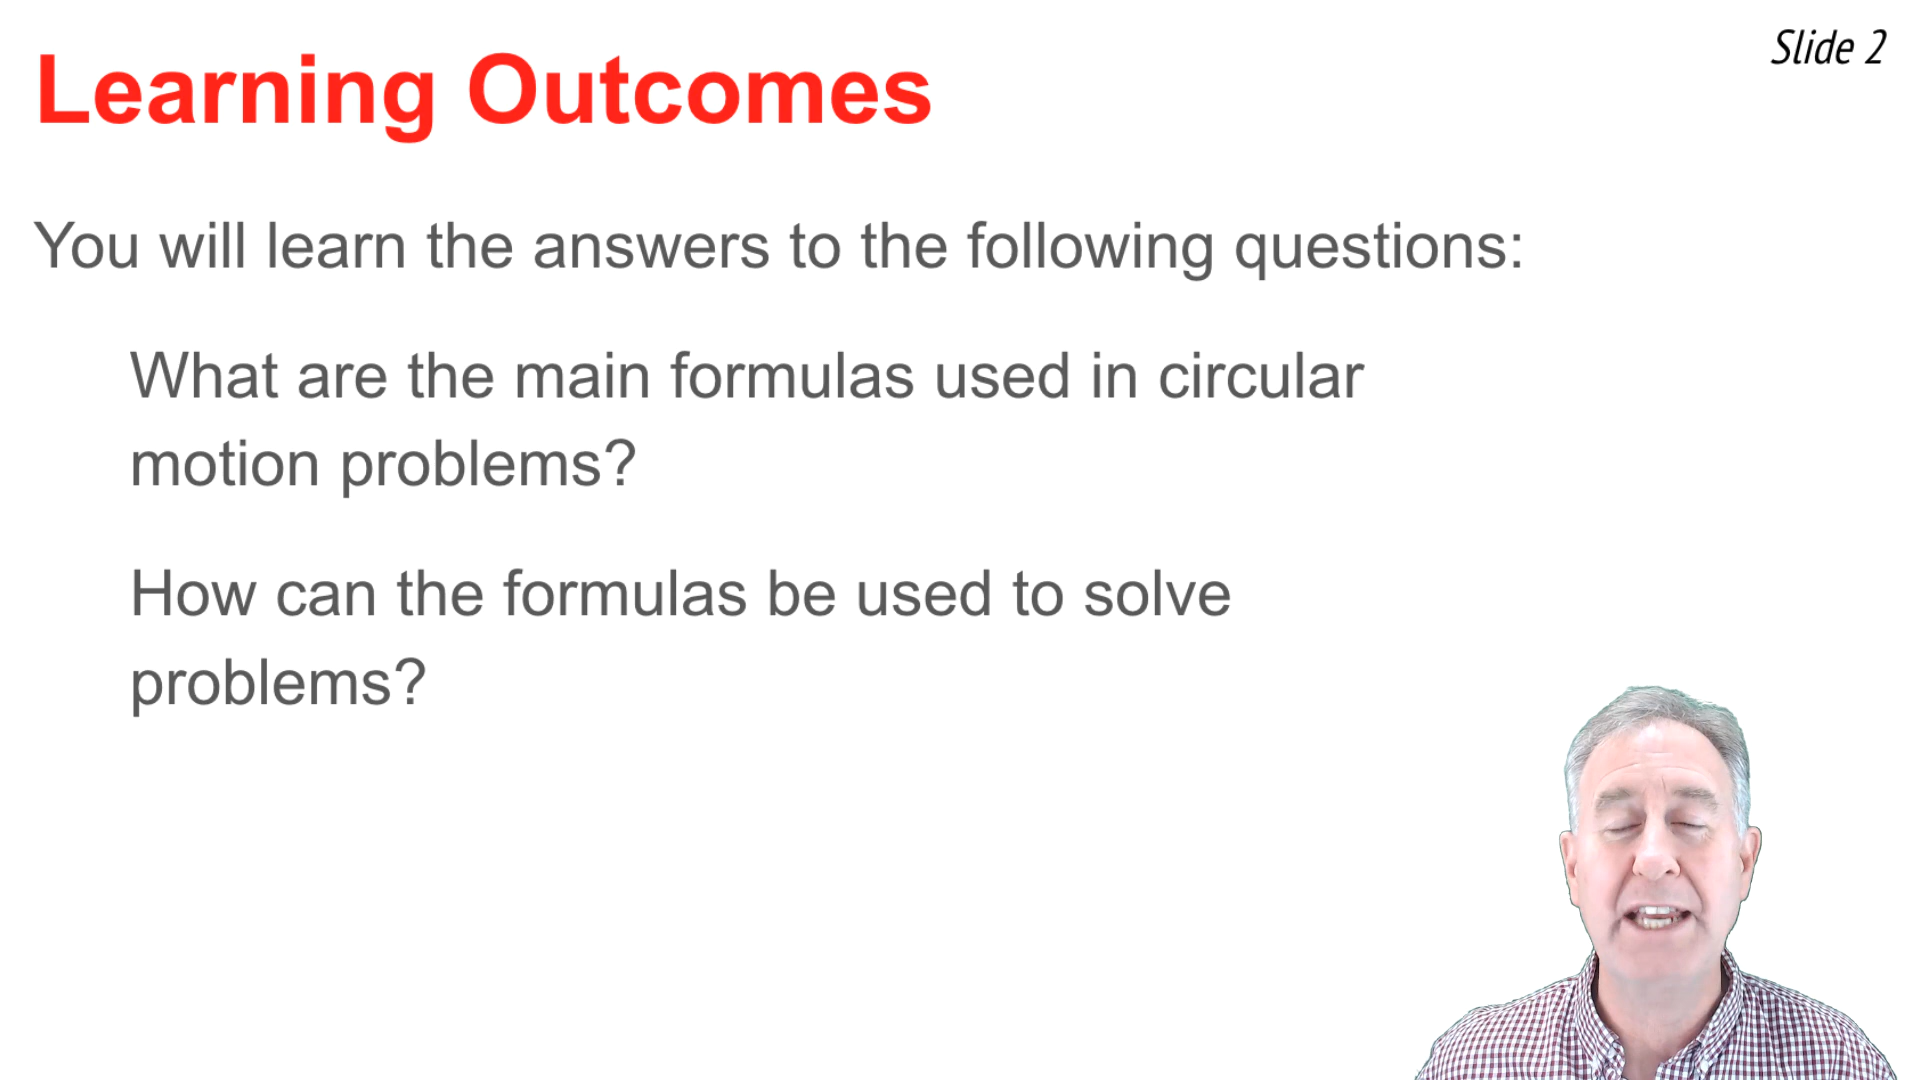 Slide 2
Learning Outcomes
You will learn the answers to the following questions:
What are the main formulas used in circular
motion problems?
How can the formulas be used to solve
problems?